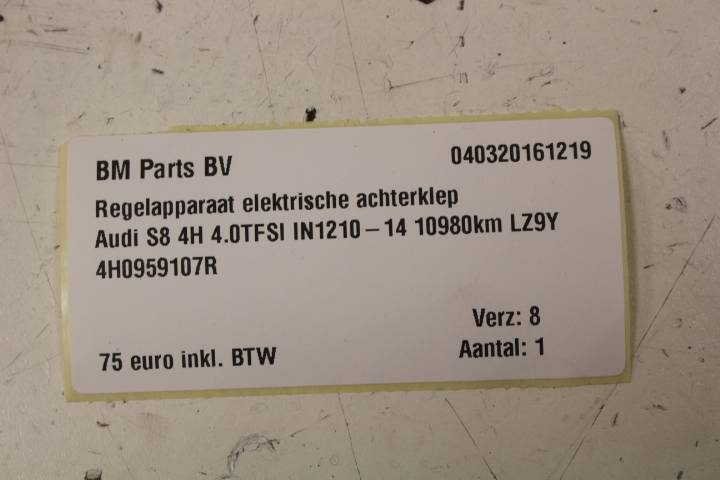 BM Parts BV 040320161219
Regelapparaat elektrische achterklep
Audi S8 4H 4.0TFSI IN1210-14 10980km LZ9Y
4H0959107R
Verz: 8
75 euro inkl. BTW Aantal: 1